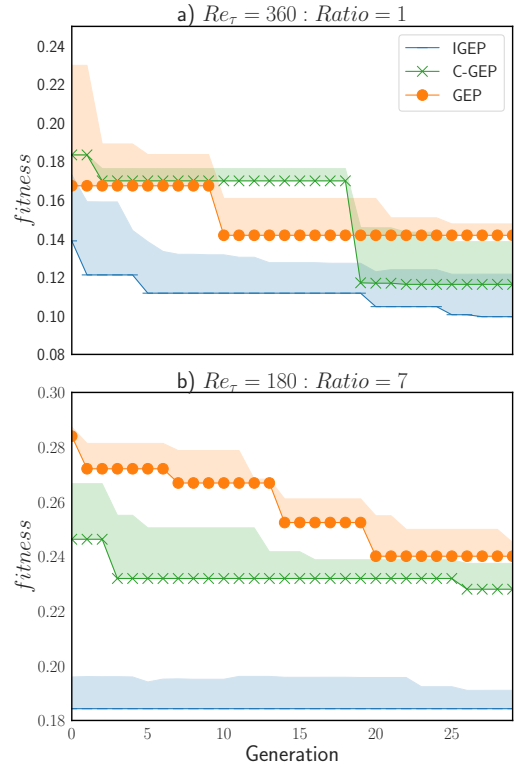 a) Re_τ = 360 : Ratio = 1
0.24
0.22
0.20
0.18
0.16
0.14
0.12
0.10
0.08
fitness
IGEP
C-GEP
GEP
b) Re_τ = 180 : Ratio = 7
0.30
0.28
0.26
0.24
0.22
0.20
0.18
fitness
0 5 10 15 20 25
Generation